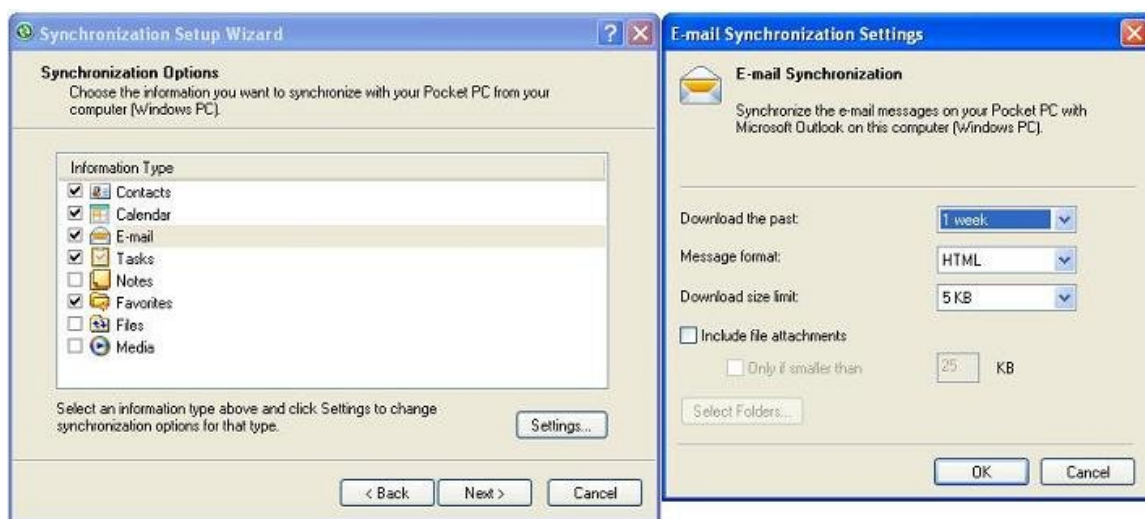 Synchronization Setup Wizard
Synchronization Options
Choose the information you want to synchronize with your Pocket PC from your
computer (Windows PC).
Information Type
Contacts
Calendar
E-mail
Tasks
Notes
Favorites
Files
Media
Select an information type above and click Settings to change
synchronization options for that type.
Settings...
< Back
Next >
Cancel
E-mail Synchronization Settings
E-mail Synchronization
Synchronize the e-mail messages on your Pocket PC with
Microsoft Outlook on this computer (Windows PC).
Download the past: 1 week
Message format: HTML
Download size limit: 5 KB
Include file attachments
Only if smaller than 25 KB
Select Folders...
OK
Cancel